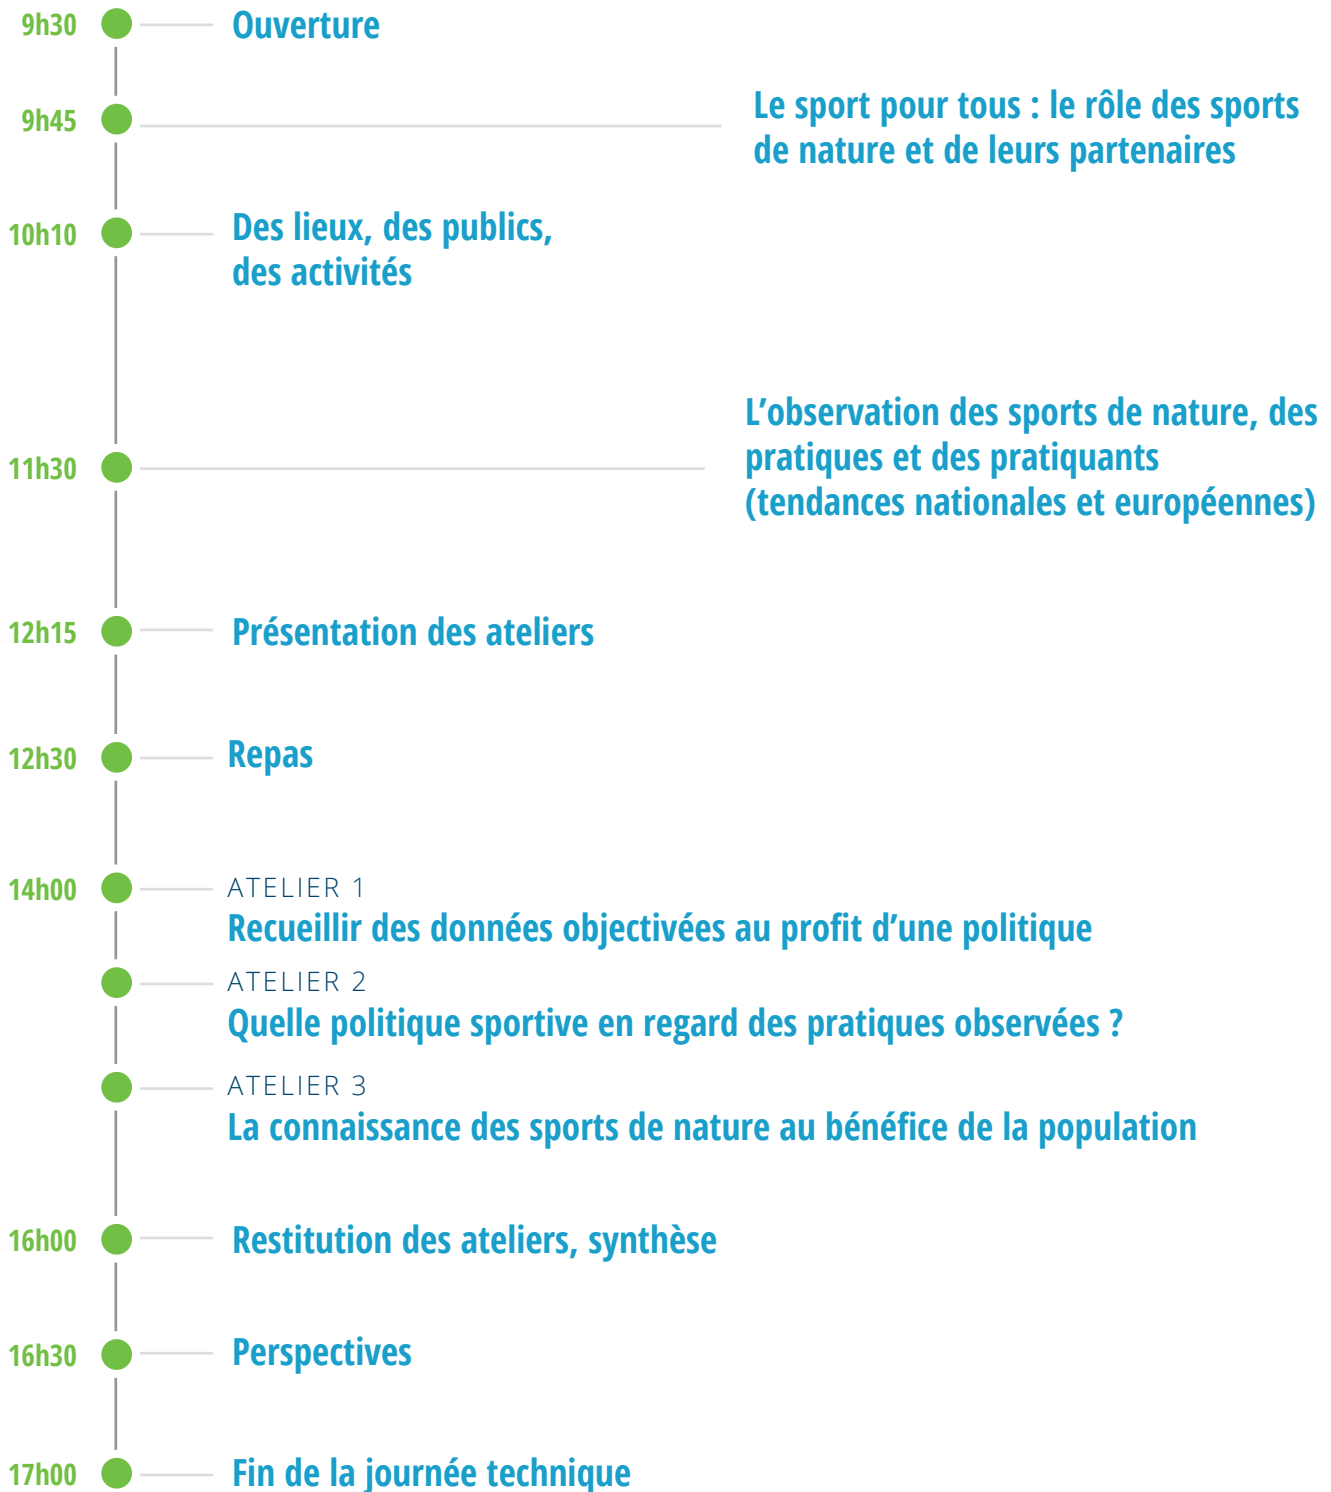 9h30 Ouverture
9h45 Le sport pour tous : le rôle des sports
de nature et de leurs partenaires
10h10 Des lieux, des publics,
des activités
L’observation des sports de nature, des
11h30 pratiques et des pratiquants
(tendances nationales et européennes)
12h15 Présentation des ateliers
12h30 Repas
14h00 ATELIER 1
Recueillir des données objectivées au profit d’une politique
ATELIER 2
Quelle politique sportive en regard des pratiques observées ?
ATELIER 3
La connaissance des sports de nature au bénéfice de la population
16h00 Restitution des ateliers, synthèse
16h30 Perspectives
17h00 Fin de la journée technique